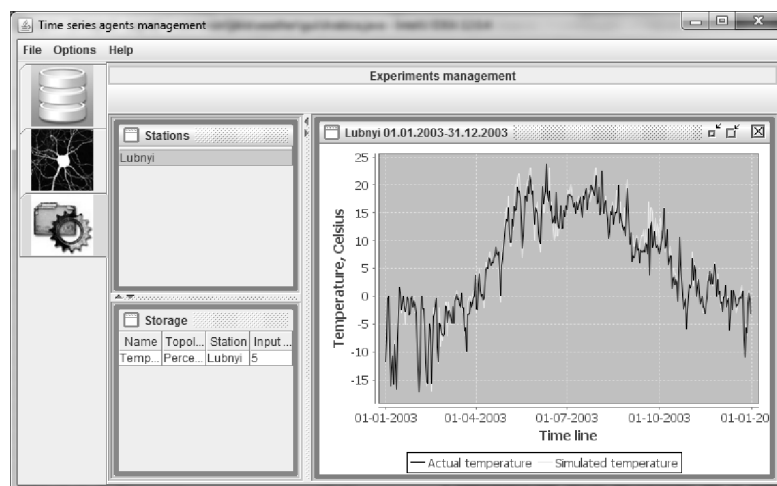 Time series agents management
File Options Help
Experiments management
Stations
Lubnyi
Storage
Name Topol... Station Input ...
Temp... Perce... Lubnyi 5
Lubnyi 01.01.2003-31.12.2003
25
20
15
10
5
0
-5
-10
-15
Temperature, Celsius
01-01-2003 01-04-2003 01-07-2003 01-10-2003 01-01-20
Time line
Actual temperature Simulated temperature